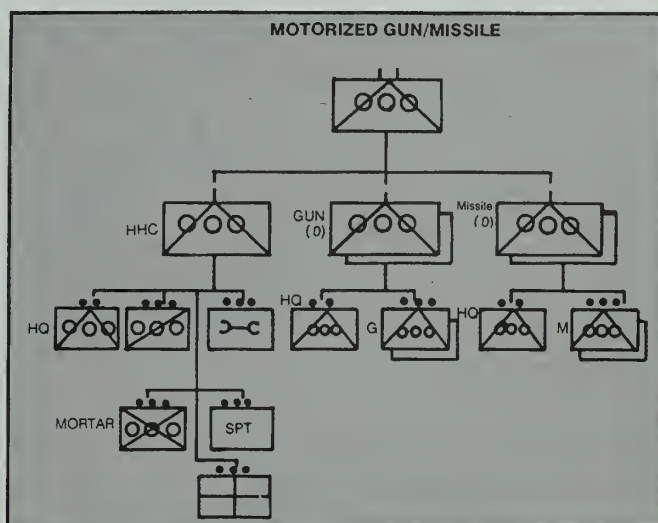 MOTORIZED GUN/MISSILE
HHC
GUN
(0)
Missile
(0)
HQ
HQ
G
HQ
M
MORTAR
SPT